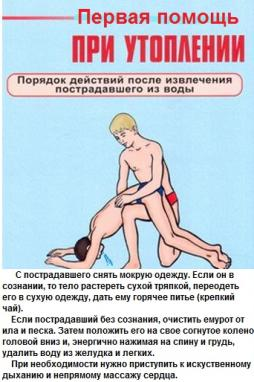 Первая помощь
ПРИ УТОПЛЕНИИ
Порядок действий после извлечения
пострадавшего из воды
С пострадавшего снять мокрую одежду. Если он в
сознании, то тело растереть сухой тряпкой, переодеть
его в сухую одежду, дать ему горячее питье (крепкий
чай).
Если пострадавший без сознания, очистить емурот от
ила и песка. Затем положить его на свое согнутое колено
головой вниз и, энергично нажимая на спину и грудь,
удалить воду из желудка и легких.
При необходимости нужно приступить к искуственному
дыханию и непрямому массажу сердца.